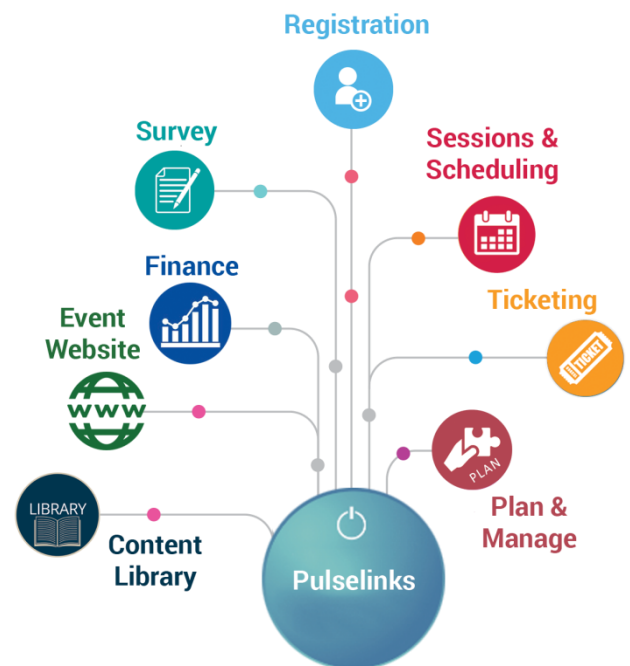 Registration
Survey
Sessions &
Scheduling
Finance
Ticketing
Event
Website
TICKET
WWW
PLAN
LIBRARY
Plan &
Manage
Content
Library
Pulselinks